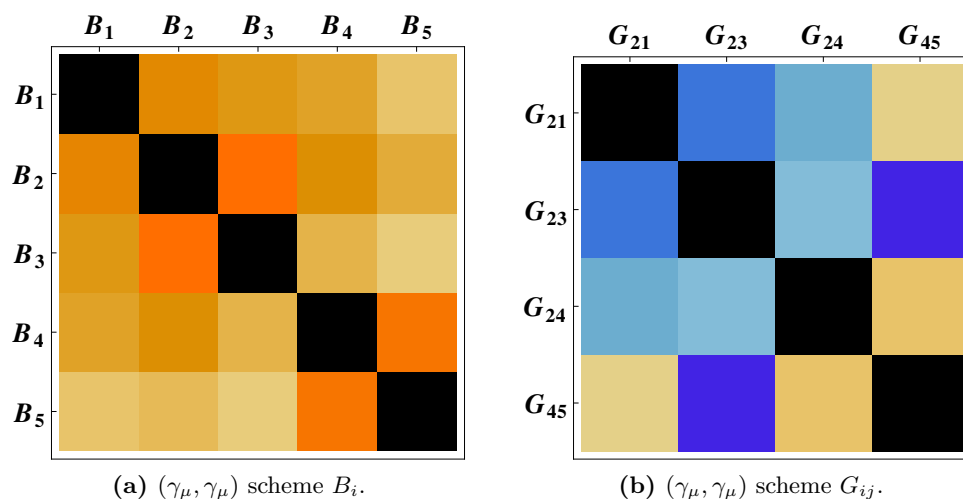 B1 B2 B3 B4 B5
B1
B2
B3
B4
B5
(a) (γμ, γμ) scheme Bi.
G21 G23 G24 G45
G21
G23
G24
G45
(b) (γμ, γμ) scheme Gij.